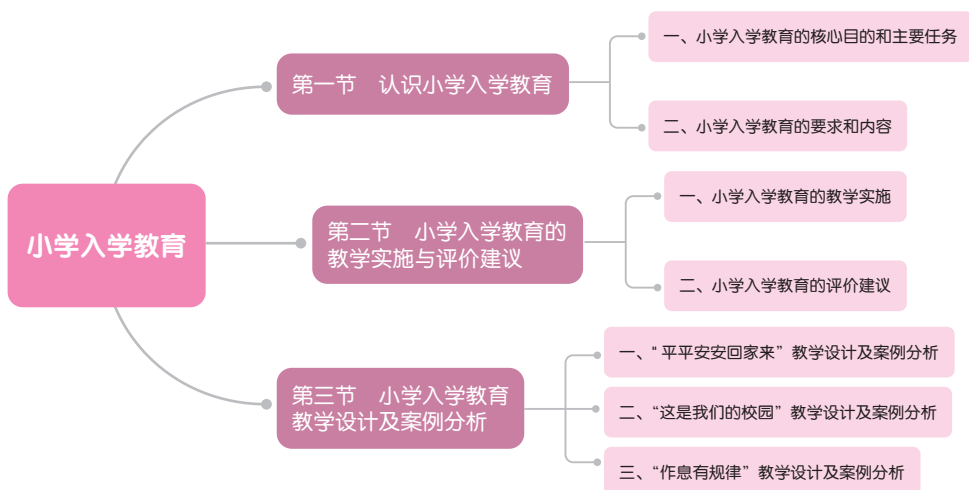 小学入学教育
第一节　认识小学入学教育
一、小学入学教育的核心目的和主要任务
二、小学入学教育的要求和内容
第二节　小学入学教育的
教学实施与评价建议
一、小学入学教育的教学实施
二、小学入学教育的评价建议
第三节　小学入学教育
教学设计及案例分析
一、“平平安安回家来”教学设计及案例分析
二、“这是我们的校园”教学设计及案例分析
三、“作息有规律”教学设计及案例分析